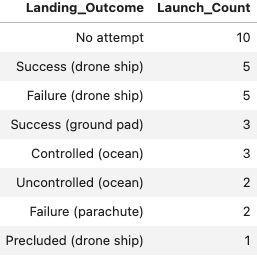 Landing_Outcome Launch_Count
No attempt 10
Success (drone ship) 5
Failure (drone ship) 5
Success (ground pad) 3
Controlled (ocean) 3
Uncontrolled (ocean) 2
Failure (parachute) 2
Precluded (drone ship) 1